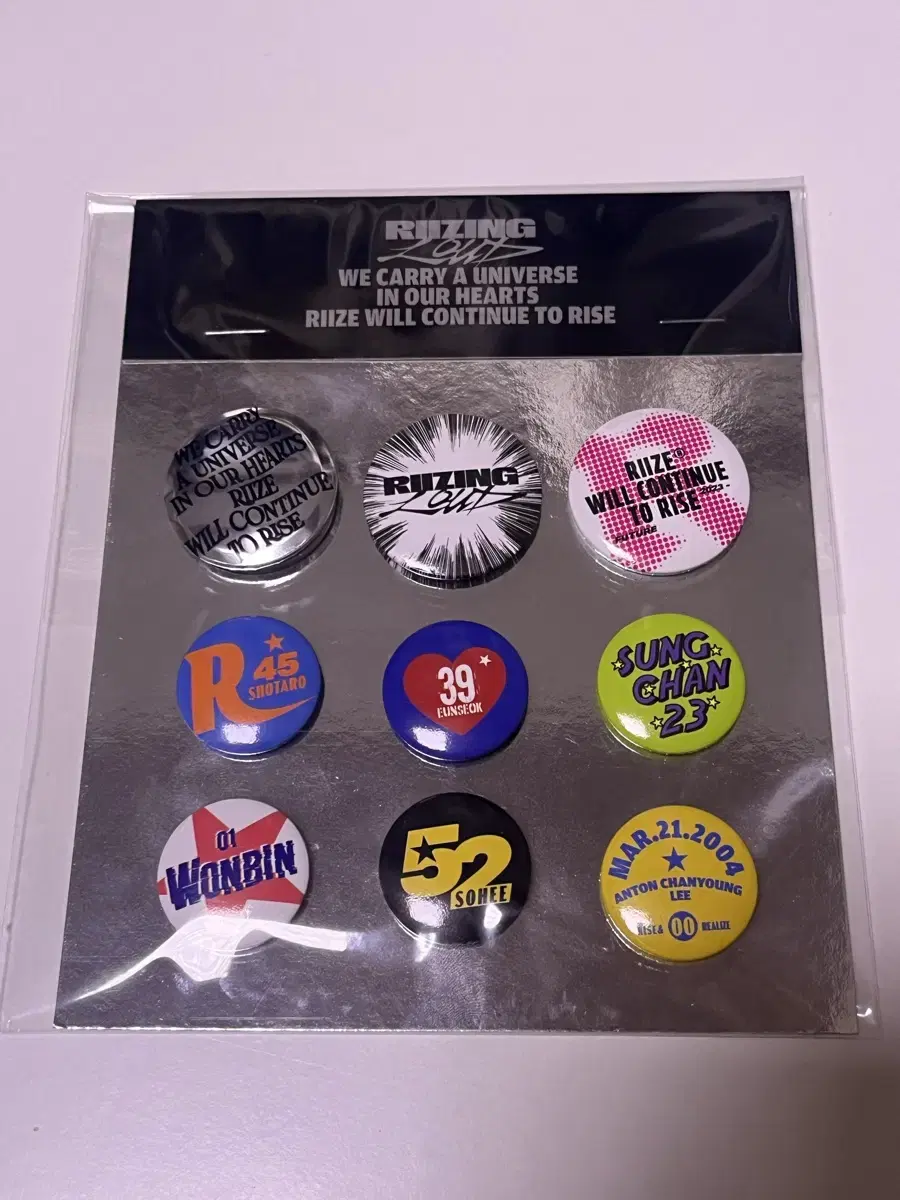 RIIZING
Loud
WE CARRY A UNIVERSE
IN OUR HEARTS
RIIZE WILL CONTINUE TO RISE
WE CARRY
A UNIVERSE
IN OUR HEARTS
RIIZE
WILL CONTINUE
TO RISE
RIIZING
Loud
RIIZE®
WILL CONTINUE
TO RISE 2023-
FUTURE
R
45
SHOTARO
39
EUNSEOK
SUNG
CHAN
23
01
WONBIN
52
SOHEE
MAR.21.2004
ANTON CHANYOUNG
LEE
RISE& 00 REALIZE